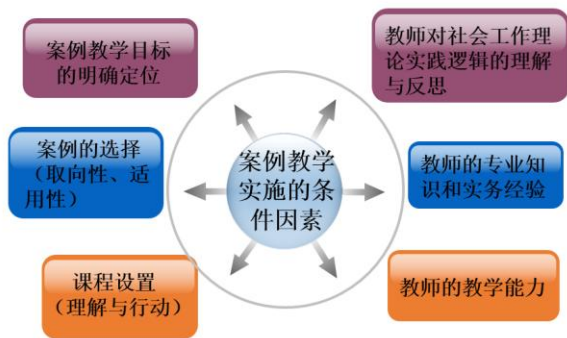 案例教学目标
的明确定位
教师对社会工作理
论实践逻辑的理解
与反思
案例的选择
（取向性、适
用性）
案例教学
实施的条
件因素
教师的专业知
识和实务经验
课程设置
（理解与行动）
教师的教学能力